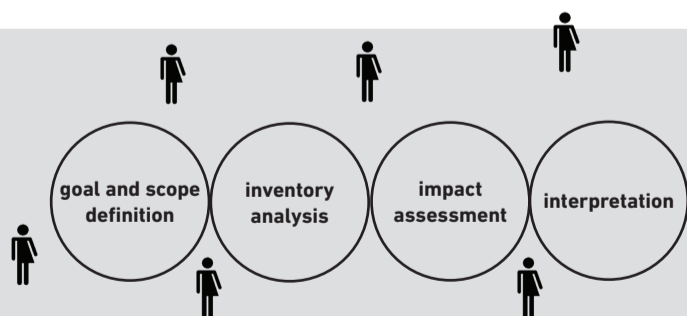 goal and scope
definition
inventory
analysis
impact
assessment
interpretation